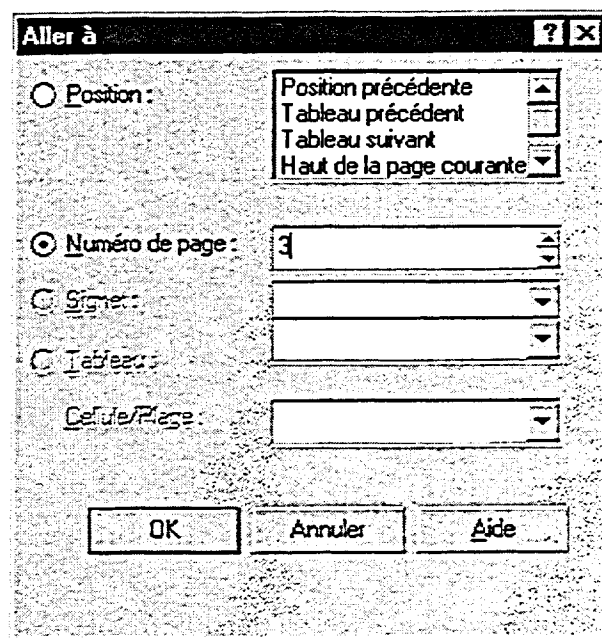 Aller à
Position :
Position précédente
Tableau précédent
Tableau suivant
Haut de la page courante
Numéro de page :
3
Signet :
Tableau :
Cellule/Plage :
OK
Annuler
Aide